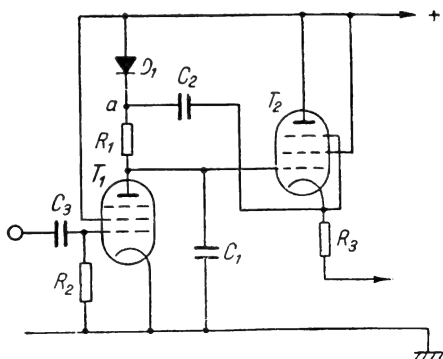 +
D₁
C₂
T₂
a
R₁
T₁
C₃
C₁
R₃
R₂